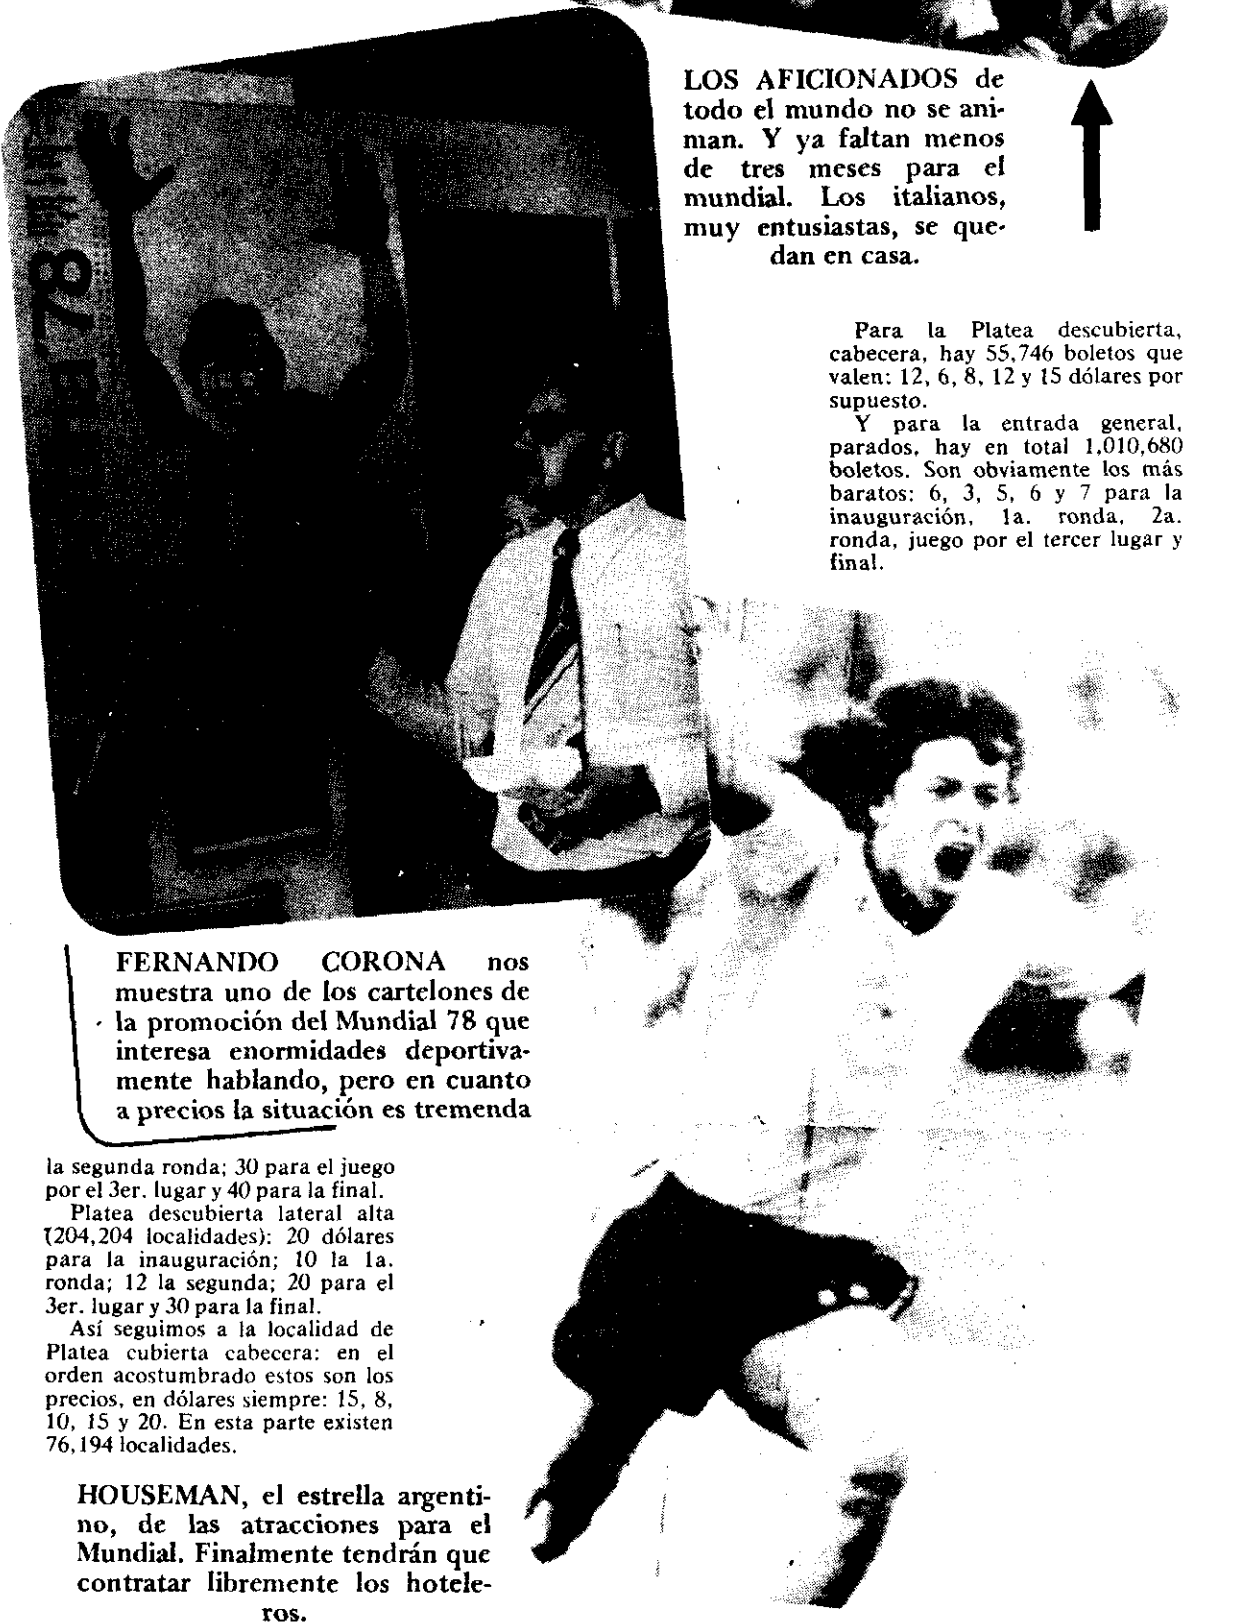 LOS AFICIONADOS de
todo el mundo no se ani-
man. Y ya faltan menos
de tres meses para el
mundial. Los italianos,
muy entusiastas, se que-
dan en casa.
Para la Platea descubierta,
cabecera, hay 55,746 boletos que
valen: 12, 6, 8, 12 y 15 dólares por
supuesto.
Y para la entrada general,
parados, hay en total 1,010,680
boletos. Son obviamente los más
baratos: 6, 3, 5, 6 y 7 para la
inauguración, 1a. ronda, 2a.
ronda, juego por el tercer lugar y
final.
78
FERNANDO CORONA nos
muestra uno de los cartelones de
la promoción del Mundial 78 que
interesa enormidades deportiva-
mente hablando, pero en cuanto
a precios la situación es tremenda
la segunda ronda; 30 para el juego
por el 3er. lugar y 40 para la final.
Platea descubierta lateral alta
(204,204 localidades): 20 dólares
para la inauguración; 10 la 1a.
ronda; 12 la segunda; 20 para el
3er. lugar y 30 para la final.
Así seguimos a la localidad de
Platea cubierta cabecera: en el
orden acostumbrado estos son los
precios, en dólares siempre: 15, 8,
10, 15 y 20. En esta parte existen
76,194 localidades.
HOUSEMAN, el estrella argenti-
no, de las atracciones para el
Mundial. Finalmente tendrán que
contratar libremente los hotele-
ros.